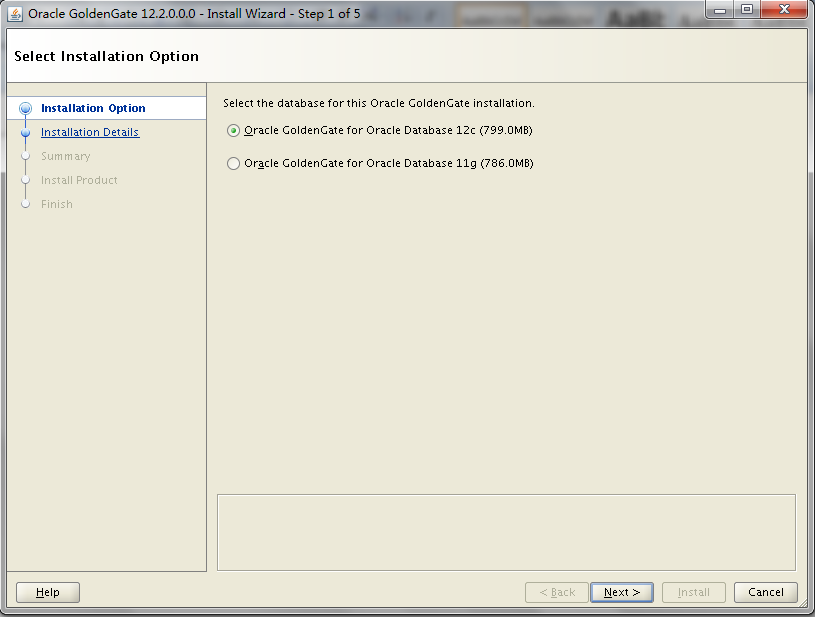 Oracle GoldenGate 12.2.0.0.0 - Install Wizard - Step 1 of 5
Select Installation Option
Installation Option
Installation Details
Summary
Install Product
Finish
Select the database for this Oracle GoldenGate installation.
Oracle GoldenGate for Oracle Database 12c (799.0MB)
Oracle GoldenGate for Oracle Database 11g (786.0MB)
Help
< Back
Next >
Install
Cancel